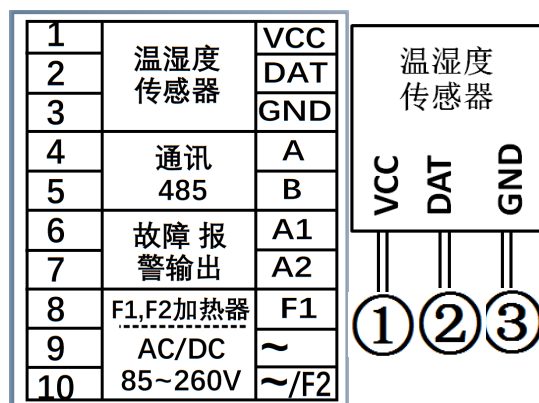 1 温湿度 VCC
2 传感器 DAT
3 GND
4 通讯 A
5 485 B
6 故障 报 A1
7 警输出 A2
8 F1,F2加热器 F1
9 AC/DC ~
10 85~260V ~/F2
温湿度
传感器
VCC DAT GND
① ② ③